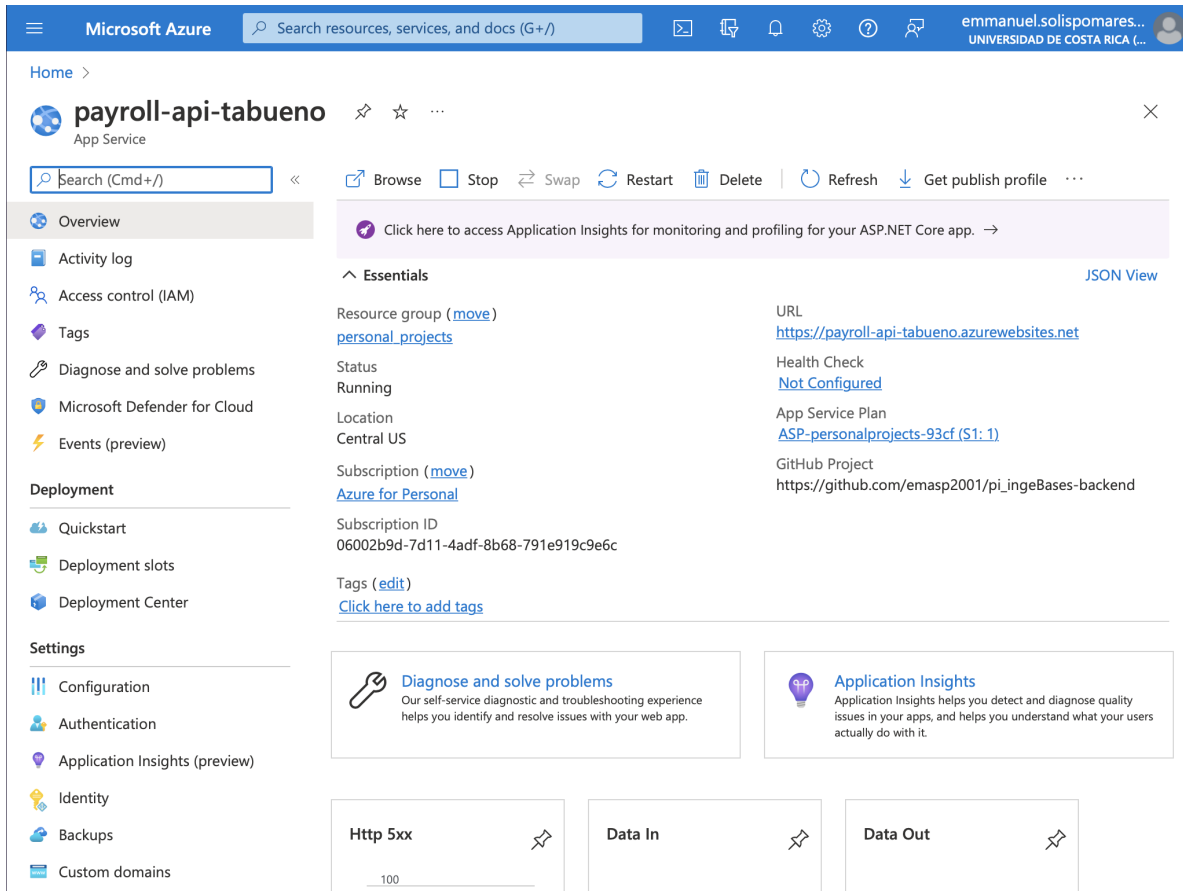 Microsoft Azure
Search resources, services, and docs (G+/)
emmanuel.solispomares...
UNIVERSIDAD DE COSTA RICA (...
Home >
payroll-api-tabueno
App Service
Search (Cmd+/)
«
Browse
Stop
Swap
Restart
Delete
Refresh
Get publish profile
Overview
Activity log
Access control (IAM)
Tags
Diagnose and solve problems
Microsoft Defender for Cloud
Events (preview)
Deployment
Quickstart
Deployment slots
Deployment Center
Settings
Configuration
Authentication
Application Insights (preview)
Identity
Backups
Custom domains
Click here to access Application Insights for monitoring and profiling for your ASP.NET Core app. →
Essentials
JSON View
Resource group (move)
personal_projects
Status
Running
Location
Central US
Subscription (move)
Azure for Personal
Subscription ID
06002b9d-7d11-4adf-8b68-791e919c9e6c
Tags (edit)
Click here to add tags
URL
https://payroll-api-tabueno.azurewebsites.net
Health Check
Not Configured
App Service Plan
ASP-personalprojects-93cf (S1: 1)
GitHub Project
https://github.com/emasp2001/pi_ingeBases-backend
Diagnose and solve problems
Our self-service diagnostic and troubleshooting experience
helps you identify and resolve issues with your web app.
Application Insights
Application Insights helps you detect and diagnose quality
issues in your apps, and helps you understand what your users
actually do with it.
Http 5xx
100
Data In
Data Out